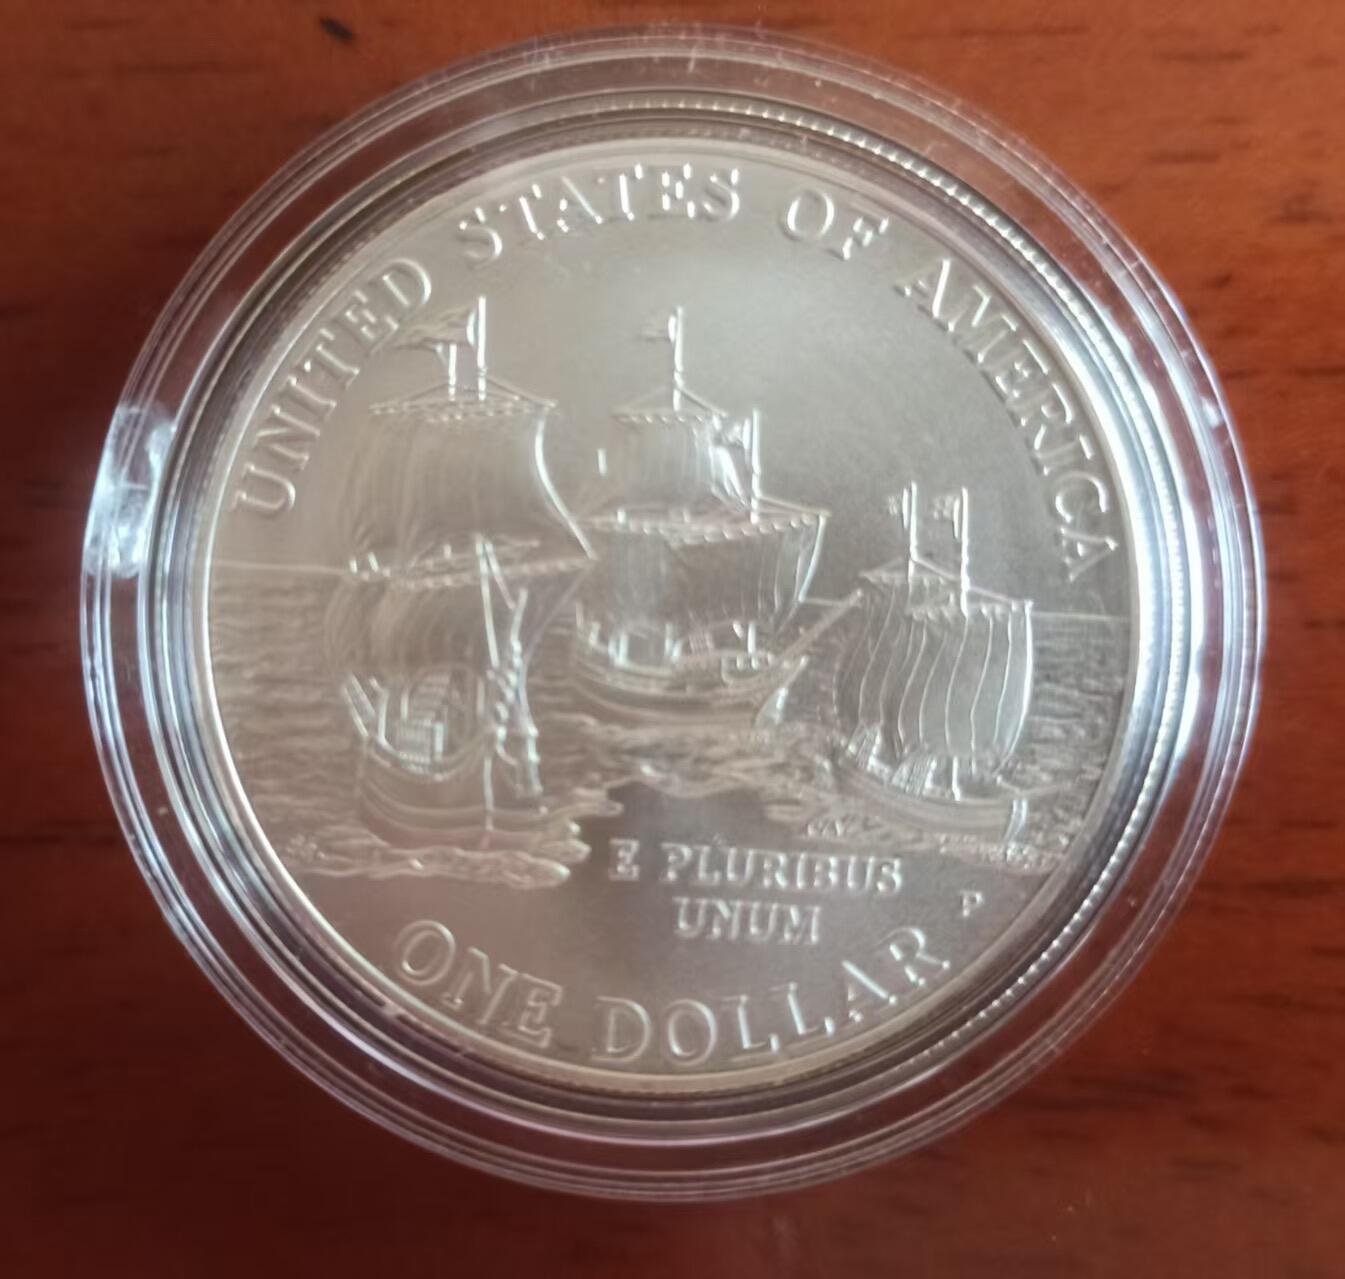 UNITED STATES OF AMERICA
E PLURIBUS
UNUM
P
ONE DOLLAR